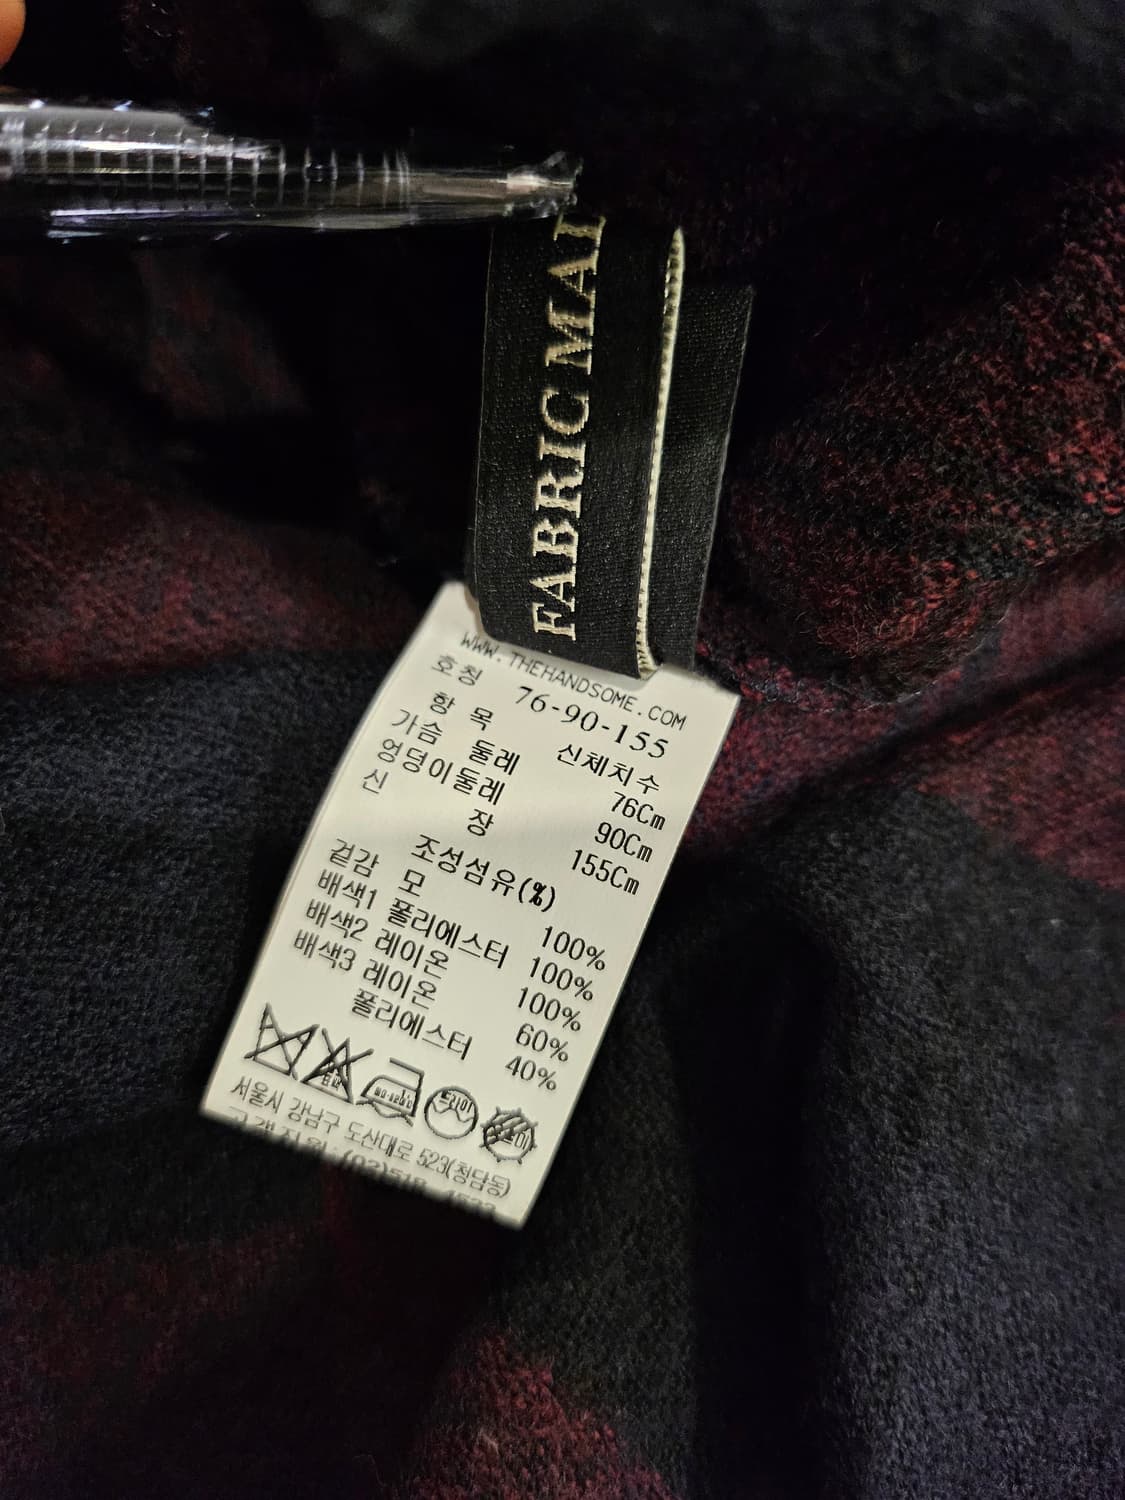 FABRIC MAI
WWW.THEHANDSOME.COM
호칭 76-90-155
항 목 신체치수
가슴 둘레 76Cm
엉덩이둘레 90Cm
신 장 155Cm
조성섬유(%)
겉감 모 100%
배색1 폴리에스터 100%
배색2 레이온 100%
배색3 레이온 60%
폴리에스터 40%
드라이
서울시 강남구 도산대로 523(청담동)